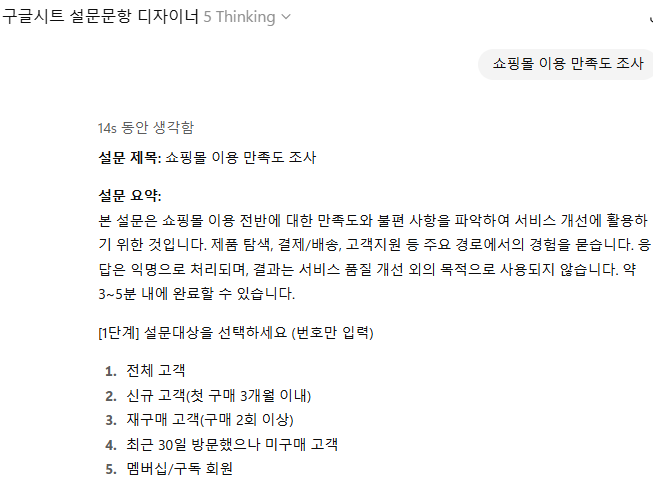 구글시트 설문문항 디자이너 5 Thinking
쇼핑몰 이용 만족도 조사
14s 동안 생각함
설문 제목: 쇼핑몰 이용 만족도 조사
설문 요약:
본 설문은 쇼핑몰 이용 전반에 대한 만족도와 불편 사항을 파악하여 서비스 개선에 활용하
기 위한 것입니다. 제품 탐색, 결제/배송, 고객지원 등 주요 경로에서의 경험을 묻습니다. 응
답은 익명으로 처리되며, 결과는 서비스 품질 개선 외의 목적으로 사용되지 않습니다. 약
3~5분 내에 완료할 수 있습니다.
[1단계] 설문대상을 선택하세요 (번호만 입력)
1. 전체 고객
2. 신규 고객(첫 구매 3개월 이내)
3. 재구매 고객(구매 2회 이상)
4. 최근 30일 방문했으나 미구매 고객
5. 멤버십/구독 회원